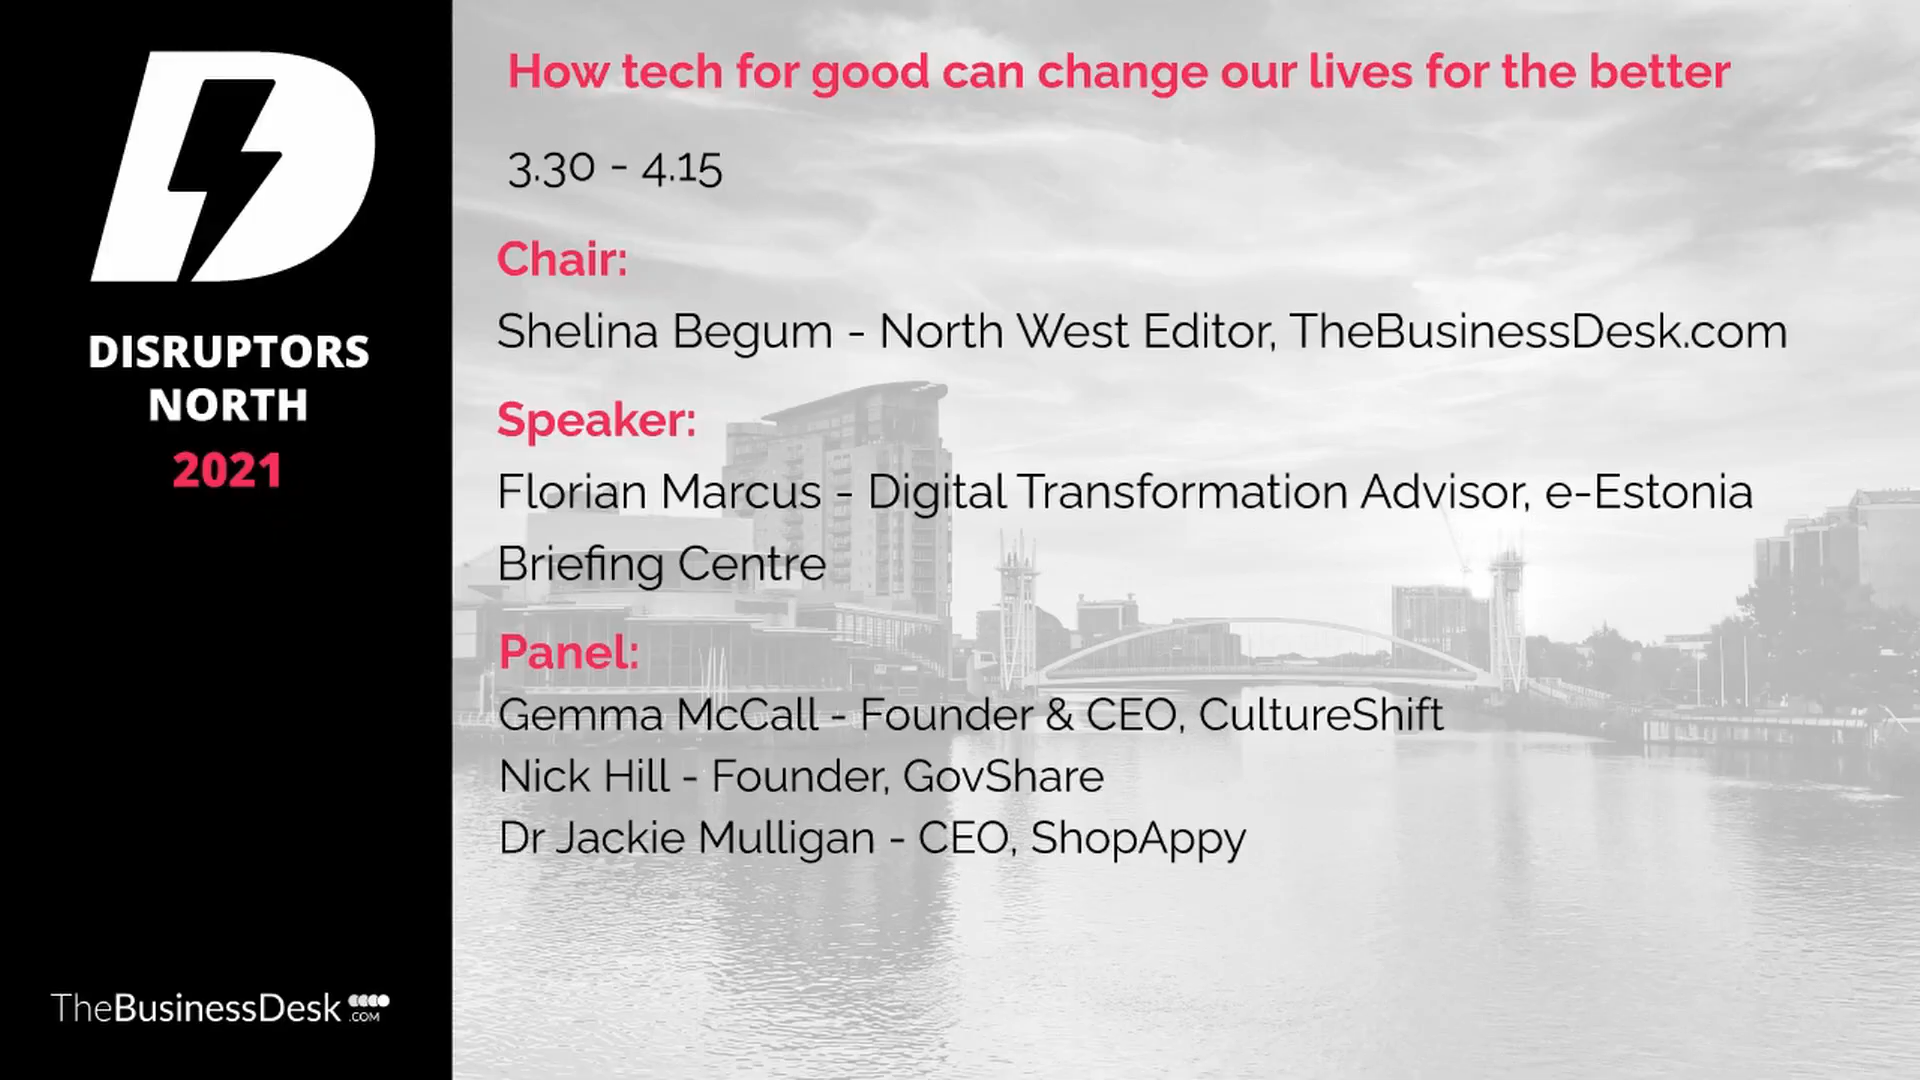 DISRUPTORS
NORTH
2021
TheBusinessDesk .COM
How tech for good can change our lives for the better
3.30 - 4.15
Chair:
Shelina Begum - North West Editor, TheBusinessDesk.com
Speaker:
Florian Marcus - Digital Transformation Advisor, e-Estonia
Briefing Centre
Panel:
Gemma McCall - Founder & CEO, CultureShift
Nick Hill - Founder, GovShare
Dr Jackie Mulligan - CEO, ShopAppy